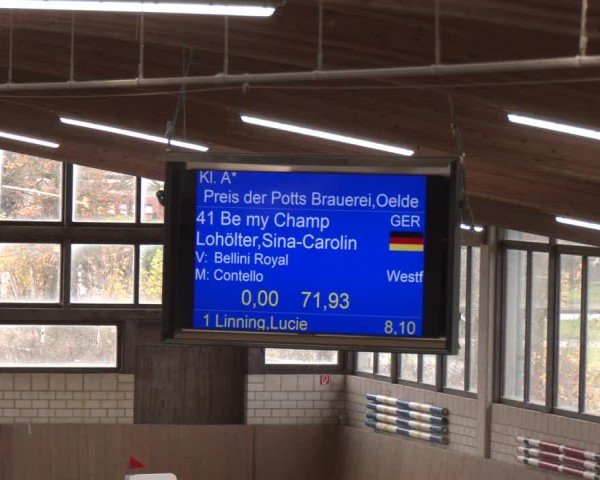 Kl. A*
Preis der Potts Brauerei,Oelde
41 Be my Champ GER
Lohölter,Sina-Carolin
V: Bellini Royal
M: Contello Westf
0,00 71,93
1 Linning,Lucie 8,10